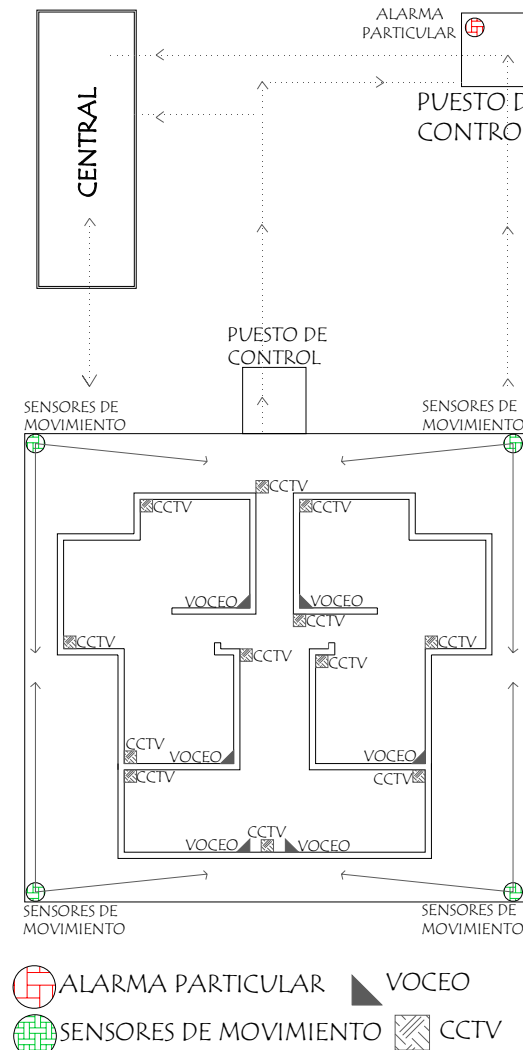 ALARMA
PARTICULAR
PUESTO D
CONTRO
CENTRAL
PUESTO DE
CONTROL
SENSORES DE
MOVIMIENTO
SENSORES DE
MOVIMIENTO
CCTV
CCTV
CCTV
VOCEO
VOCEO
CCTV
CCTV
CCTV
CCTV
CCTV
CCTV
VOCEO
VOCEO
CCTV
CCTV
VOCEO
CCTV
VOCEO
SENSORES DE
MOVIMIENTO
SENSORES DE
MOVIMIENTO
ALARMA PARTICULAR
VOCEO
SENSORES DE MOVIMIENTO
CCTV